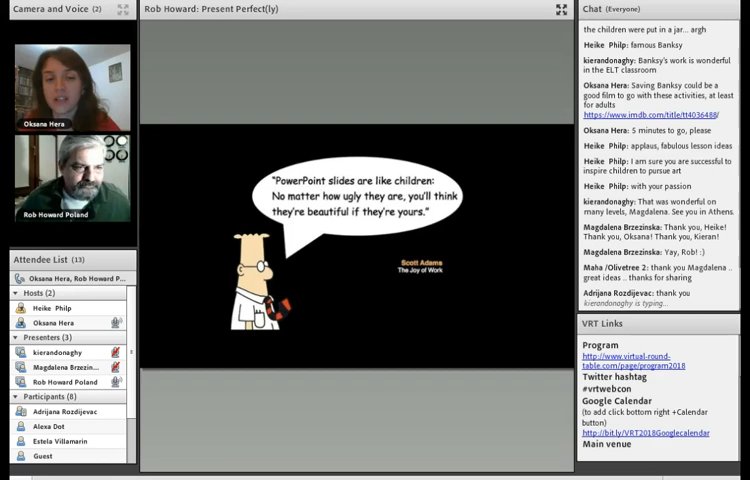 Camera and Voice (2)
Oksana Hera
Rob Howard Poland
Attendee List (13)
Oksana Hera, Rob Howard P...
Hosts (2)
Heike Philp
Oksana Hera
Presenters (3)
kierandonaghy
Magdalena Brzezin...
Rob Howard Poland
Participants (8)
Adrijana Rozdijevac
Alexa Dot
Estela Villamarin
Guest
Rob Howard: Present Perfect(ly)
"PowerPoint slides are like children:
No matter how ugly they are, you'll think
they're beautiful if they're yours."
Scott Adams
The Joy of Work
Chat (Everyone)
the children were put in a jar... argh
Heike Philp: famous Banksy
kierandonaghy: Banksy's work is wonderful
in the ELT classroom
Oksana Hera: Saving Banksy could be a
good film to go with these activities, at least
for adults
https://www.imdb.com/title/tt4036488/
Oksana Hera: 5 minutes to go, please
Heike Philp: applaus, fabulous lesson ideas
Heike Philp: I am sure you are successful to
inspire children to pursue art
Heike Philp: with your passion
kierandonaghy: That was wonderful on
many levels, Magdalena. See you in Athens.
Magdalena Brzezinska: Thank you, Heike!
Thank you, Oksana! Thank you, Kieran!
Magdalena Brzezinska: Yay, Rob! :)
Maha /Olivetree 2: thank you Magdalena ..
great ideas .. thanks for sharing
Adrijana Rozdijevac: thank you
kierandonaghy is typing...
VRT Links
Program
http://www.virtual-round-
table.com/page/program2018
Twitter hashtag
#vrtwebcon
Google Calendar
(to add click bottom right +Calendar
button)
http://bit.ly/VRT2018Googlecalendar
Main venue